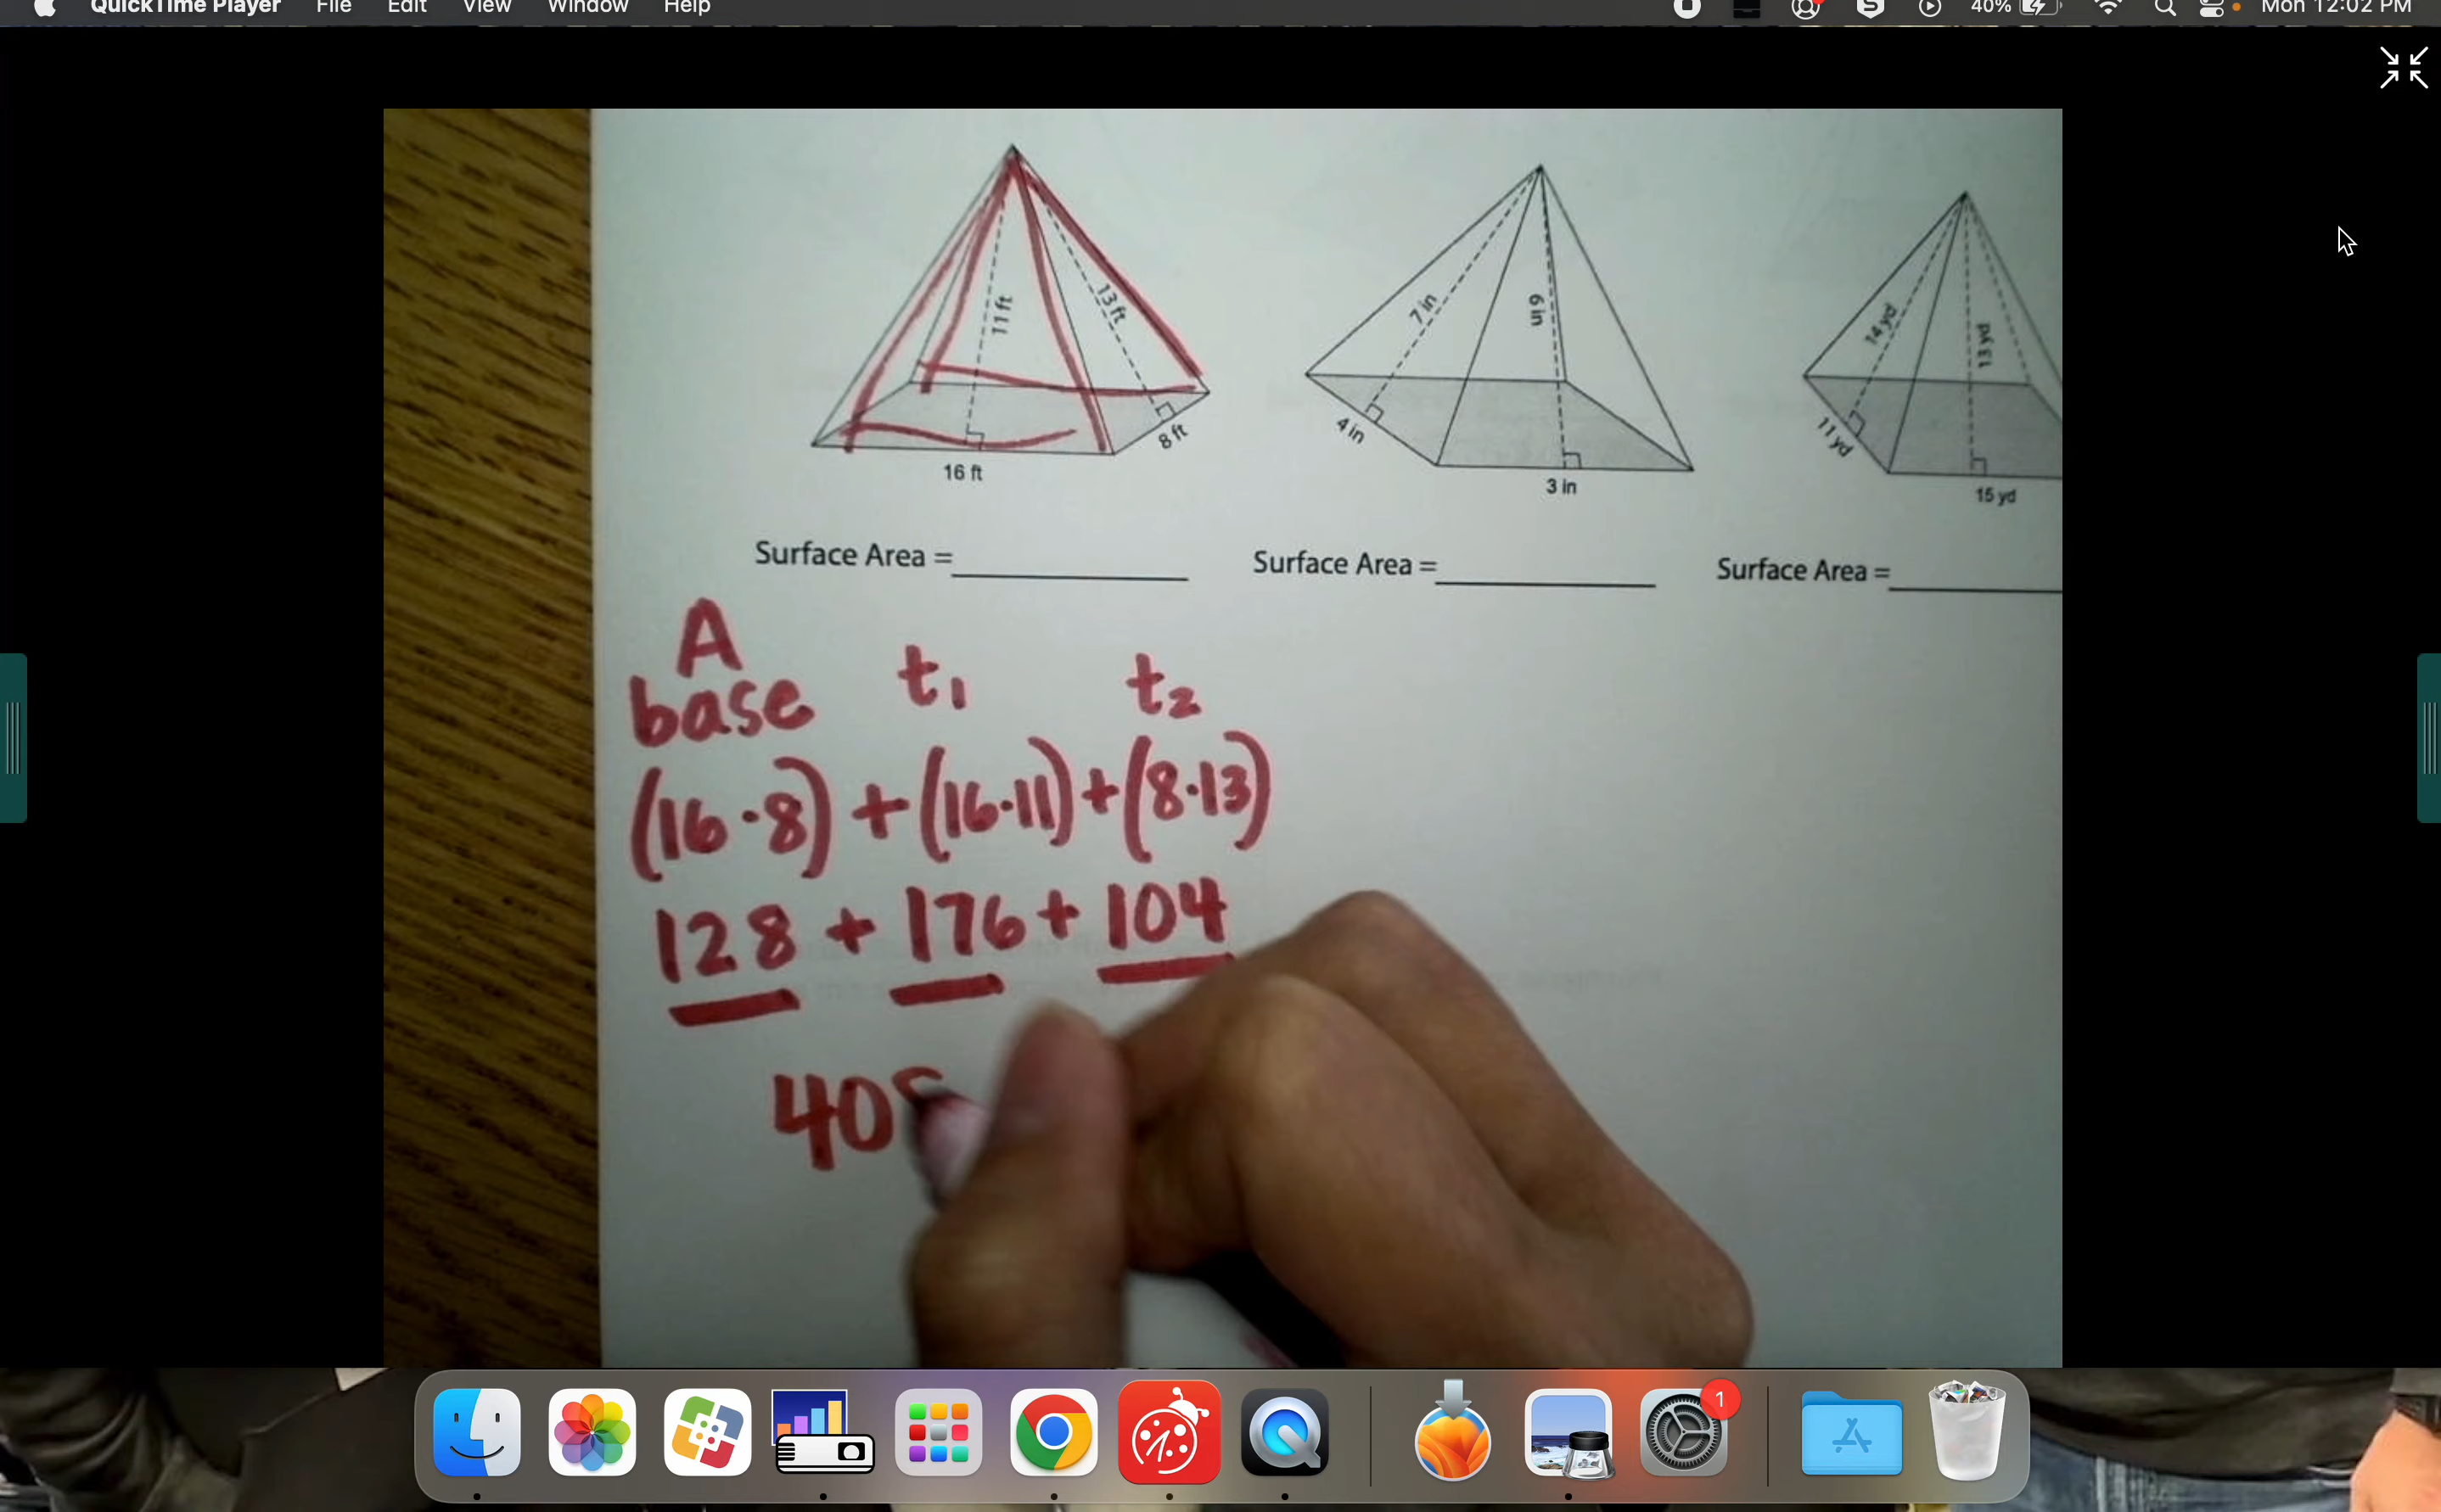 QuickTime Player File Edit View Window Help 40% Mon 12:02 PM
11 ft
13 ft
8 ft
16 ft
7 in
6 in
4 in
3 in
14 yd
13 yd
11 yd
15 yd
Surface Area =
Surface Area =
Surface Area =
A
base t₁ t₂
(16·8) + (16·11) + (8·13)
128 + 176 + 104
408
1